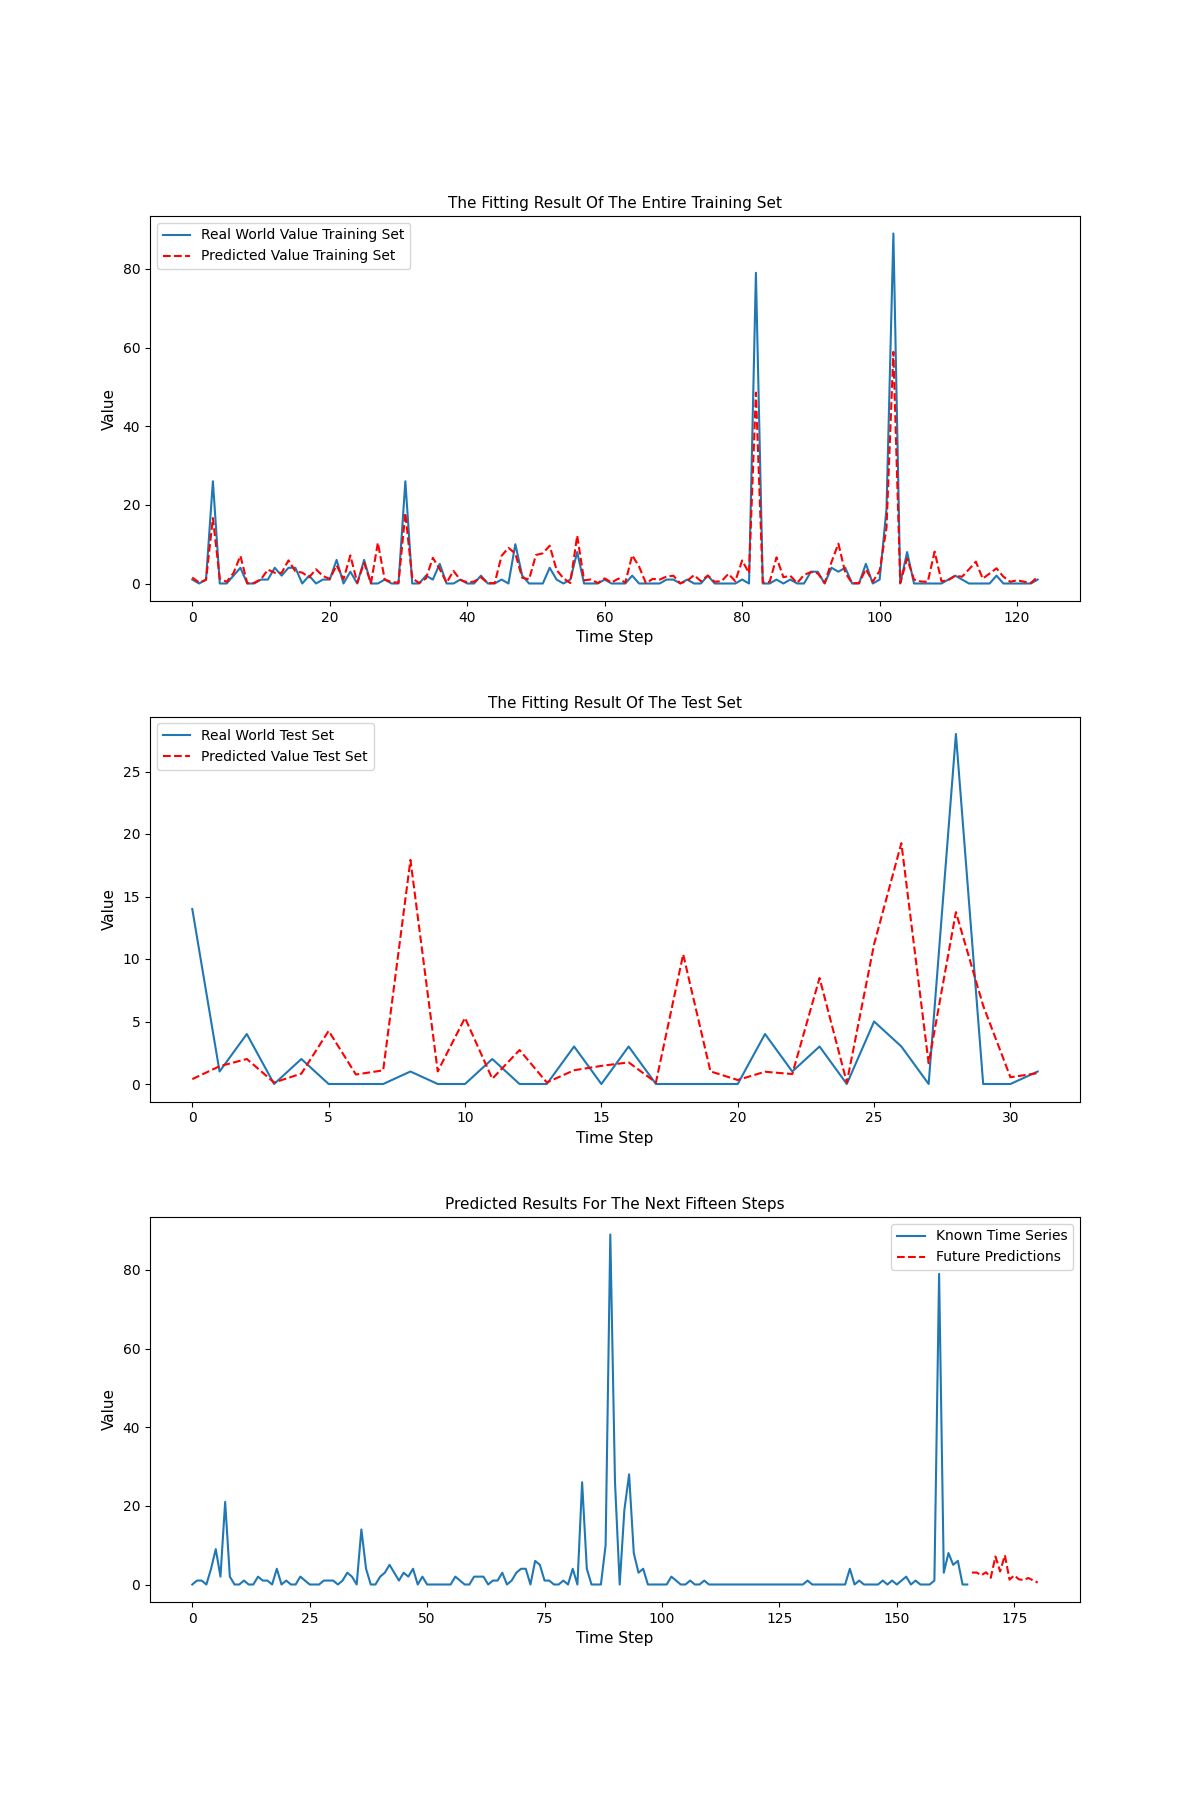 The Fitting Result Of The Entire Training Set
Real World Value Training Set
Predicted Value Training Set
80
60
40
20
0
Value
0 20 40 60 80 100 120
Time Step
The Fitting Result Of The Test Set
Real World Test Set
Predicted Value Test Set
25
20
15
10
5
0
Value
0 5 10 15 20 25 30
Time Step
Predicted Results For The Next Fifteen Steps
Known Time Series
Future Predictions
80
60
40
20
0
Value
0 25 50 75 100 125 150 175
Time Step